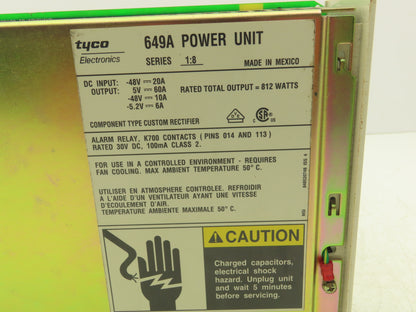 tyco
Electronics
649A POWER UNIT
SERIES 1:8 MADE IN MEXICO
DC INPUT: -48V 20A
OUTPUT: 5V 60A
-48V 10A
-5.2V 6A
RATED TOTAL OUTPUT = 812 WATTS
COMPONENT TYPE CUSTOM RECTIFIER
ALARM RELAY, K700 CONTACTS ( PINS 014 AND 113 )
RATED 30V DC, 100mA CLASS 2.
FOR USE IN A CONTROLLED ENVIRONMENT - REQUIRES
FAN COOLING. MAX AMBIENT TEMPERATURE 50° C.
UTILISER EN ATMOSPHERE CONTROLEE. REFROIDIR
A L'AIDE D'UN VENTILATEUR AYANT UNE VITESSE
D'ECOULEMENT D'AIR.
TEMPERATURE AMBIANTE MAXIMALE 50° C.
CAUTION
Charged capacitors,
electrical shock
hazard. Unplug unit
and wait 5 minutes
before servicing.